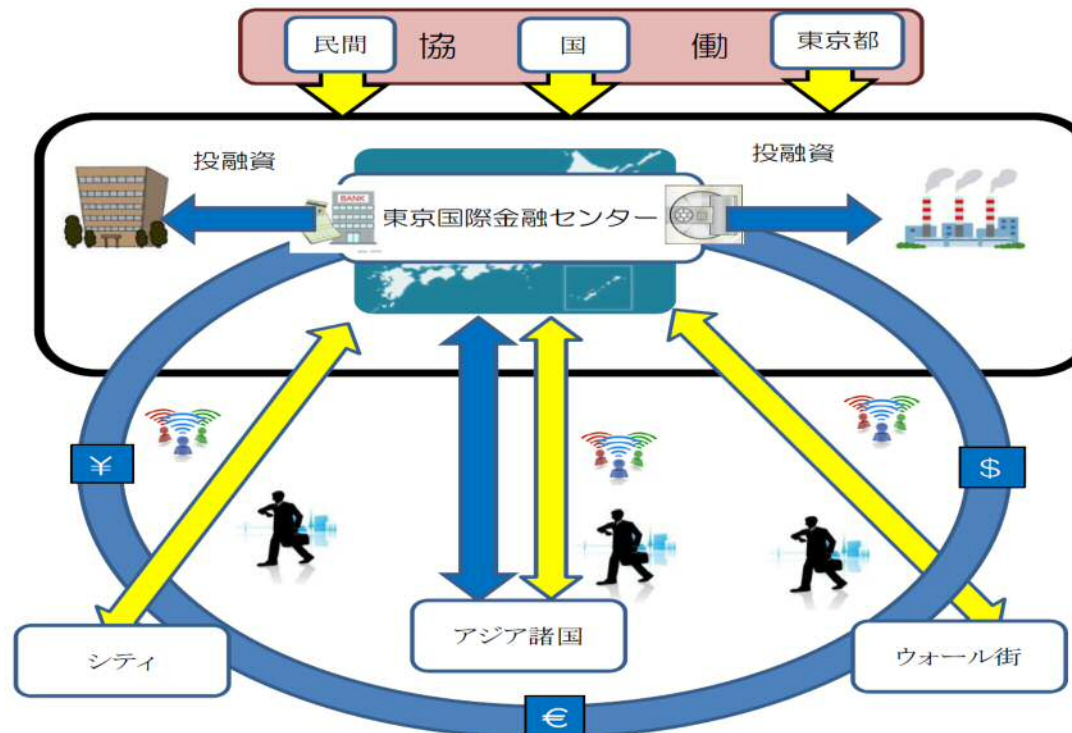 民間 協 国 働 東京都
投融資
投融資
BANK
東京国際金融センター
¥
$
アジア諸国
シティ
ウォール街
€